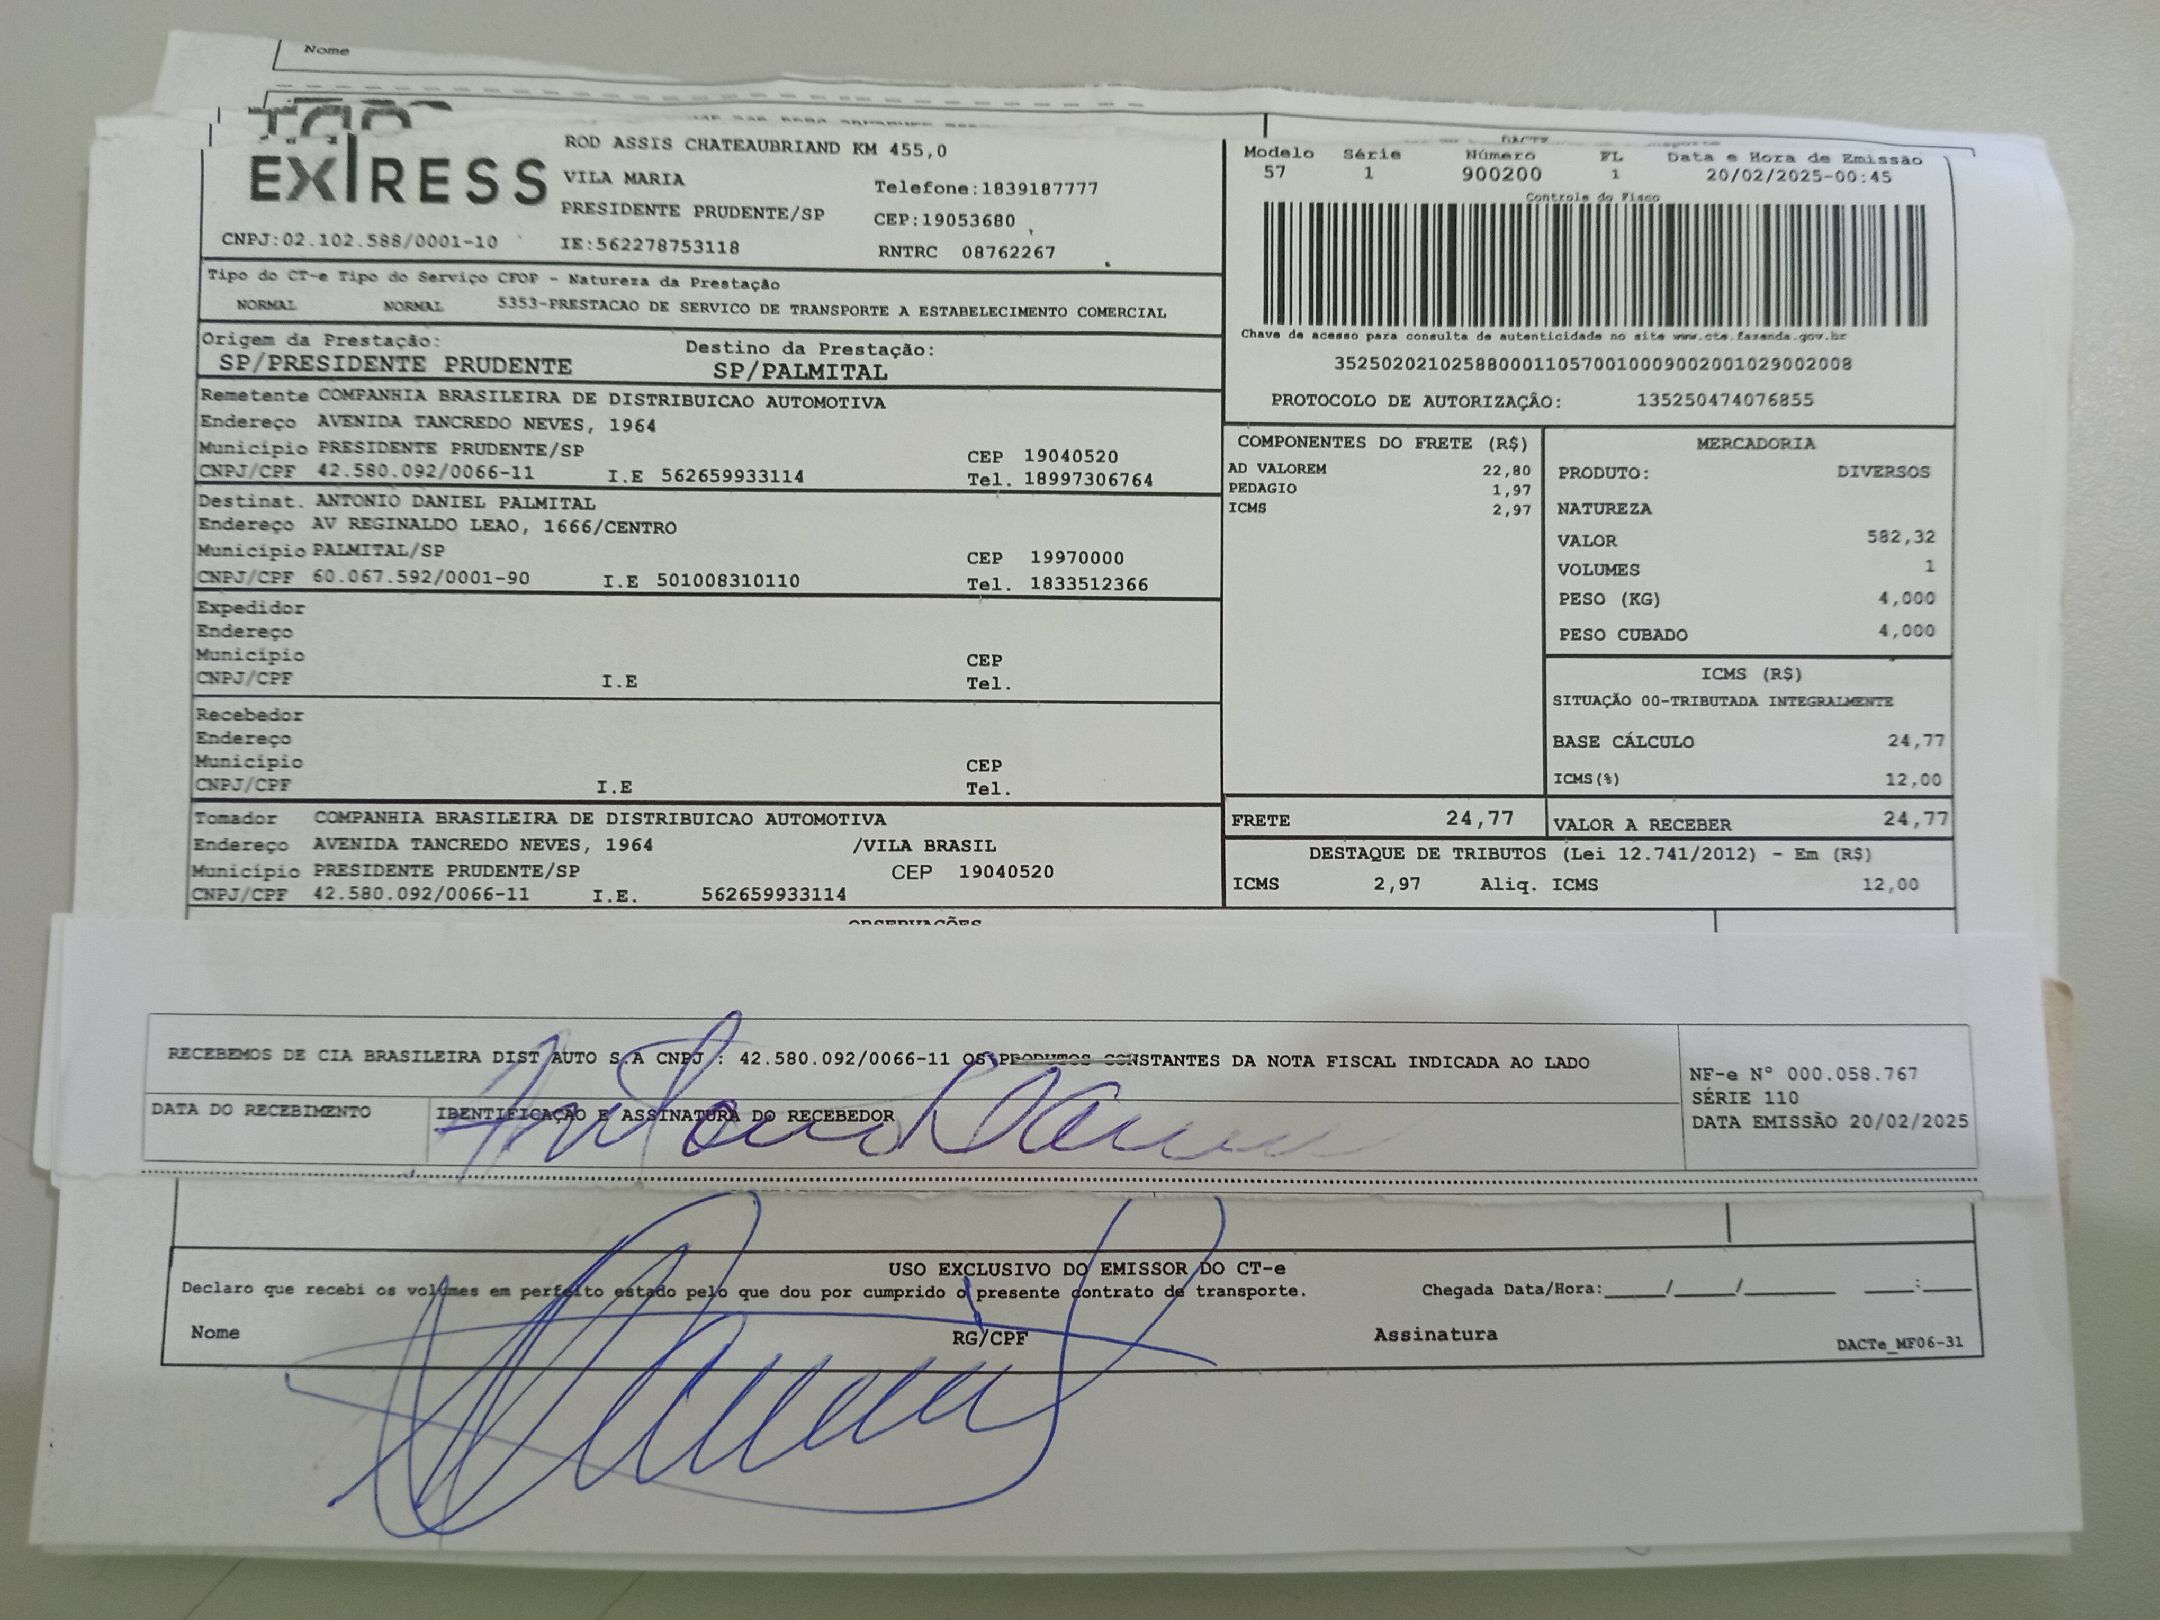 Nome
EXPRESS
ROD ASSIS CHATEAUBRIAND KM 455,0
VILA MARIA
Telefone:1839187777
PRESIDENTE PRUDENTE/SP
CEP:19053680
CNPJ:02.102.588/0001-10
IE:562278753118
RNTRC 08762267
DACTE
Modelo Série Número FL Data e Hora de Emissão
57 1 900200 1 20/02/2025-00:45
Controle do Fisco
Chave de acesso para consulta de autenticidade no site www.cte.fazenda.gov.br
35250202102588000110570010009002001029002008
PROTOCOLO DE AUTORIZAÇÃO: 135250474076855
Tipo do CT-e Tipo do Serviço CFOP - Natureza da Prestação
NORMAL NORMAL 5353-PRESTACAO DE SERVICO DE TRANSPORTE A ESTABELECIMENTO COMERCIAL
Origem da Prestação: Destino da Prestação:
SP/PRESIDENTE PRUDENTE SP/PALMITAL
Remetente COMPANHIA BRASILEIRA DE DISTRIBUICAO AUTOMOTIVA
Endereço AVENIDA TANCREDO NEVES, 1964
Município PRESIDENTE PRUDENTE/SP CEP 19040520
CNPJ/CPF 42.580.092/0066-11 I.E 562659933114 Tel. 18997306764
Destinat. ANTONIO DANIEL PALMITAL
Endereço AV REGINALDO LEAO, 1666/CENTRO
Município PALMITAL/SP CEP 19970000
CNPJ/CPF 60.067.592/0001-90 I.E 501008310110 Tel. 1833512366
Expedidor
Endereço
Município CEP
CNPJ/CPF I.E Tel.
Recebedor
Endereço
Município CEP
CNPJ/CPF I.E Tel.
Tomador COMPANHIA BRASILEIRA DE DISTRIBUICAO AUTOMOTIVA
Endereço AVENIDA TANCREDO NEVES, 1964 /VILA BRASIL
Município PRESIDENTE PRUDENTE/SP CEP 19040520
CNPJ/CPF 42.580.092/0066-11 I.E. 562659933114
COMPONENTES DO FRETE (R$)
AD VALOREM 22,80
PEDAGIO 1,97
ICMS 2,97
MERCADORIA
PRODUTO: DIVERSOS
NATUREZA
VALOR 582,32
VOLUMES 1
PESO (KG) 4,000
PESO CUBADO 4,000
ICMS (R$)
SITUAÇÃO 00-TRIBUTADA INTEGRALMENTE
BASE CÁLCULO 24,77
ICMS(%) 12,00
FRETE 24,77 VALOR A RECEBER 24,77
DESTAQUE DE TRIBUTOS (Lei 12.741/2012) - Em (R$)
ICMS 2,97 Aliq. ICMS 12,00
OBSERVAÇÕES
RECEBEMOS DE CIA BRASILEIRA DIST AUTO S.A CNPJ : 42.580.092/0066-11 OS PRODUTOS CONSTANTES DA NOTA FISCAL INDICADA AO LADO
DATA DO RECEBIMENTO
IDENTIFICAÇÃO E ASSINATURA DO RECEBEDOR
NF-e N° 000.058.767
SÉRIE 110
DATA EMISSÃO 20/02/2025
USO EXCLUSIVO DO EMISSOR DO CT-e
Declaro que recebi os volumes em perfeito estado pelo que dou por cumprido o presente contrato de transporte. Chegada Data/Hora:____/____/______ ___:___
Nome RG/CPF Assinatura DACTe_MF06-31